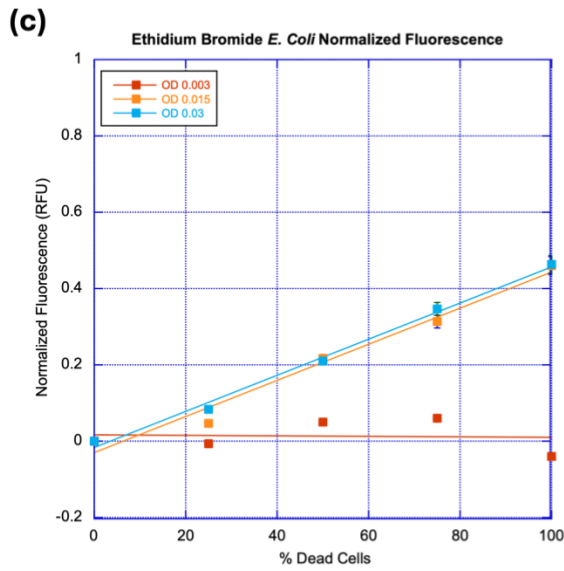 (c)
Ethidium Bromide E. Coli Normalized Fluorescence
OD 0.003
OD 0.015
OD 0.03
1
0.8
0.6
0.4
0.2
0
-0.2
Normalized Fluorescence (RFU)
0 20 40 60 80 100
% Dead Cells